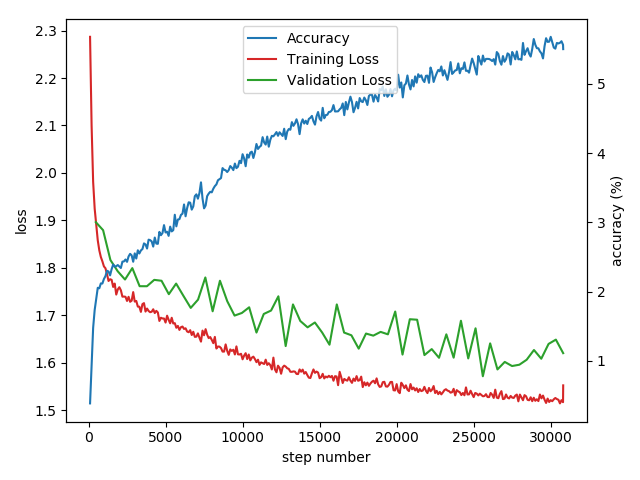 Accuracy
Training Loss
Validation Loss
2.3
2.2
2.1
2.0
1.9
1.8
1.7
1.6
1.5
loss
5
4
3
2
1
accuracy (%)
0 5000 10000 15000 20000 25000 30000
step number